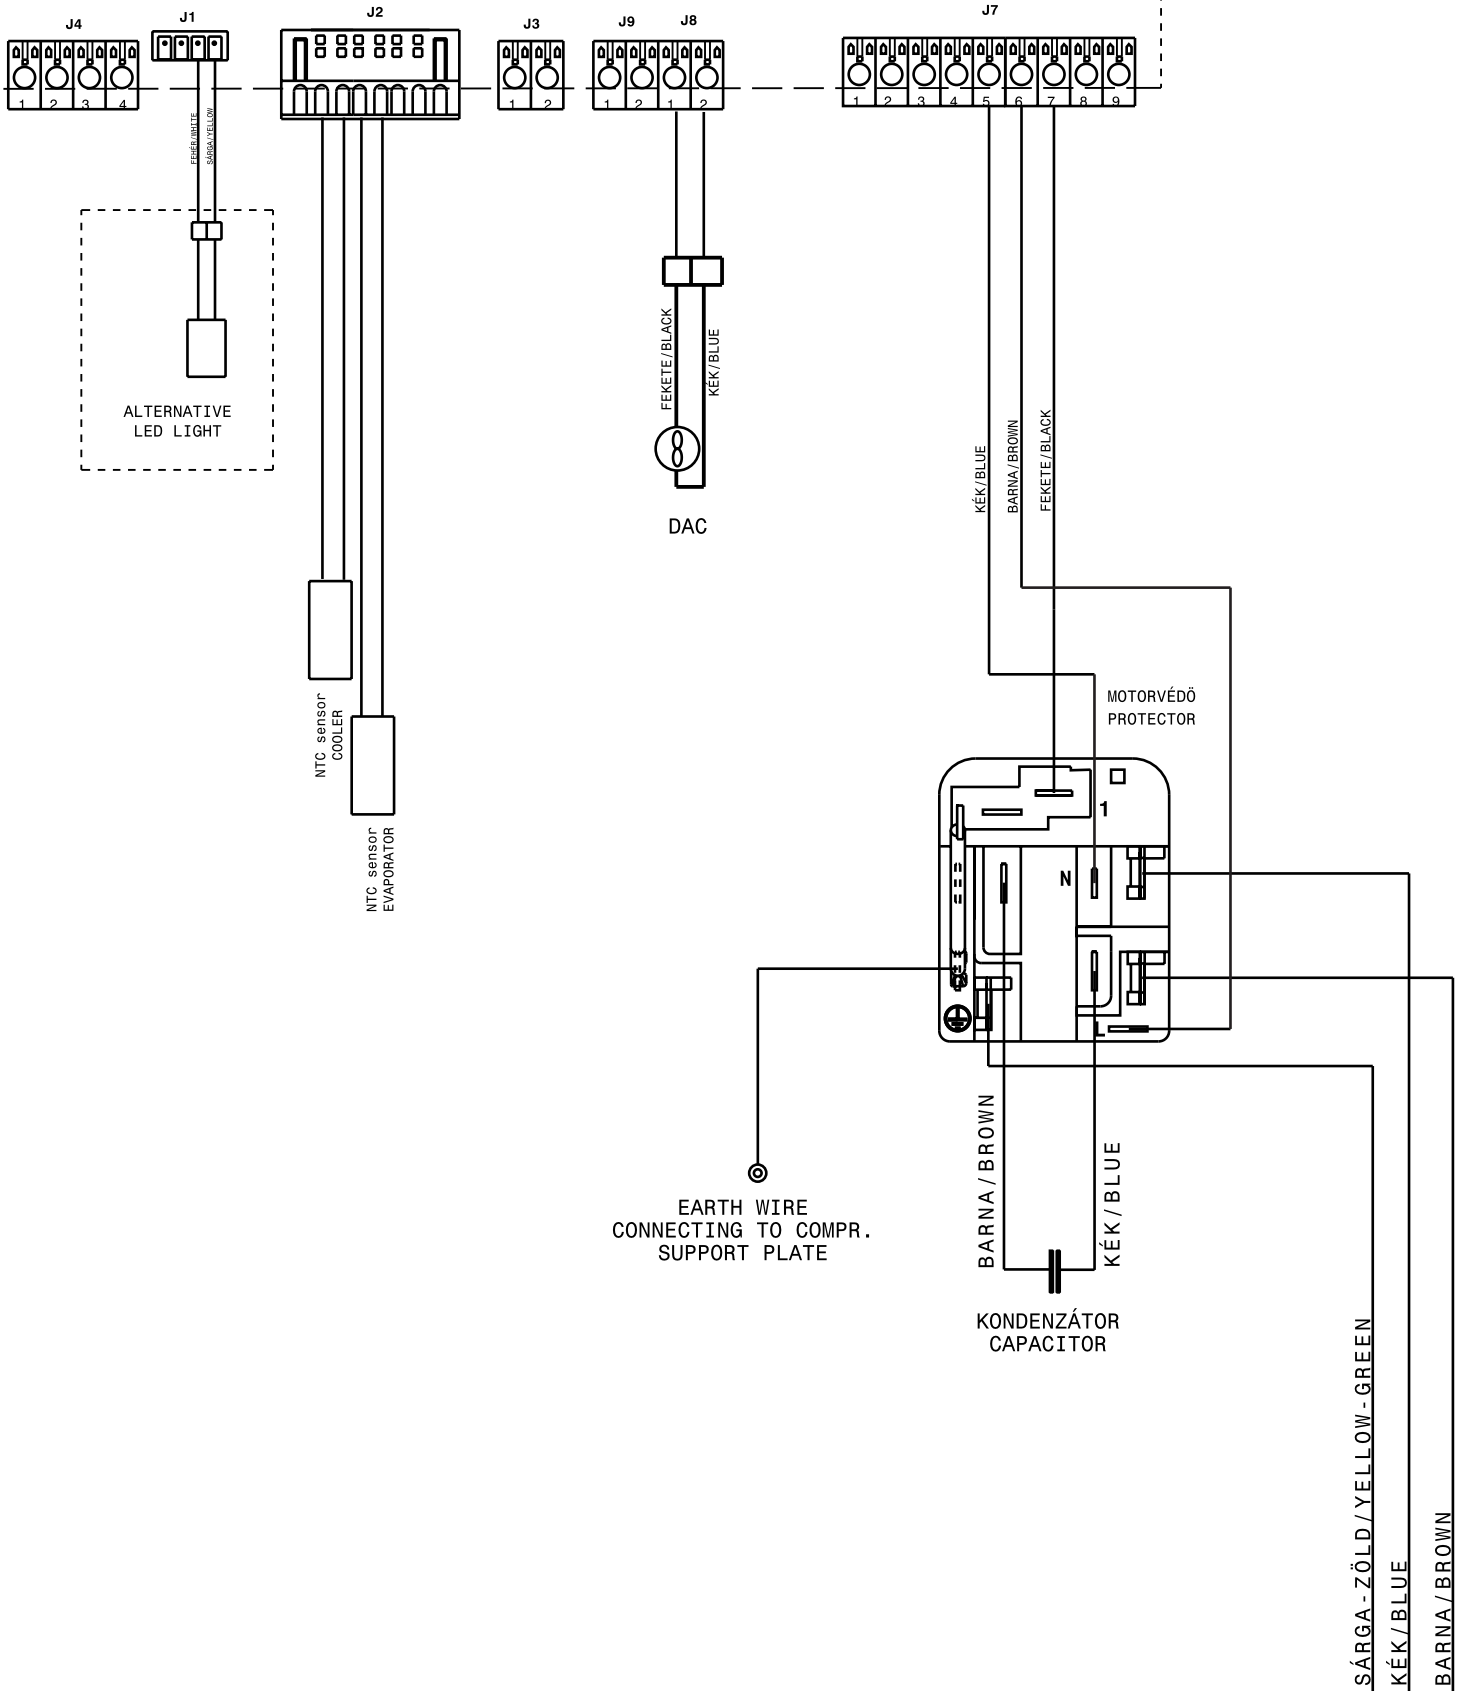 J4
J1
J2
J3
J9
J8
J7
1 2 3 4
1 2
1 2 1 2
1 2 3 4 5 6 7 8 9
FEHÉR/WHITE
SÁRGA/YELLOW
ALTERNATIVE
LED LIGHT
FEKETE/BLACK
KÉK/BLUE
DAC
KÉK/BLUE
BARNA/BROWN
FEKETE/BLACK
NTC sensor
COOLER
NTC sensor
EVAPORATOR
MOTORVÉDÖ
PROTECTOR
1
N
L
EARTH WIRE
CONNECTING TO COMPR.
SUPPORT PLATE
BARNA/BROWN
KÉK/BLUE
KONDENZÁTOR
CAPACITOR
SÁRGA-ZÖLD/YELLOW-GREEN
KÉK/BLUE
BARNA/BROWN